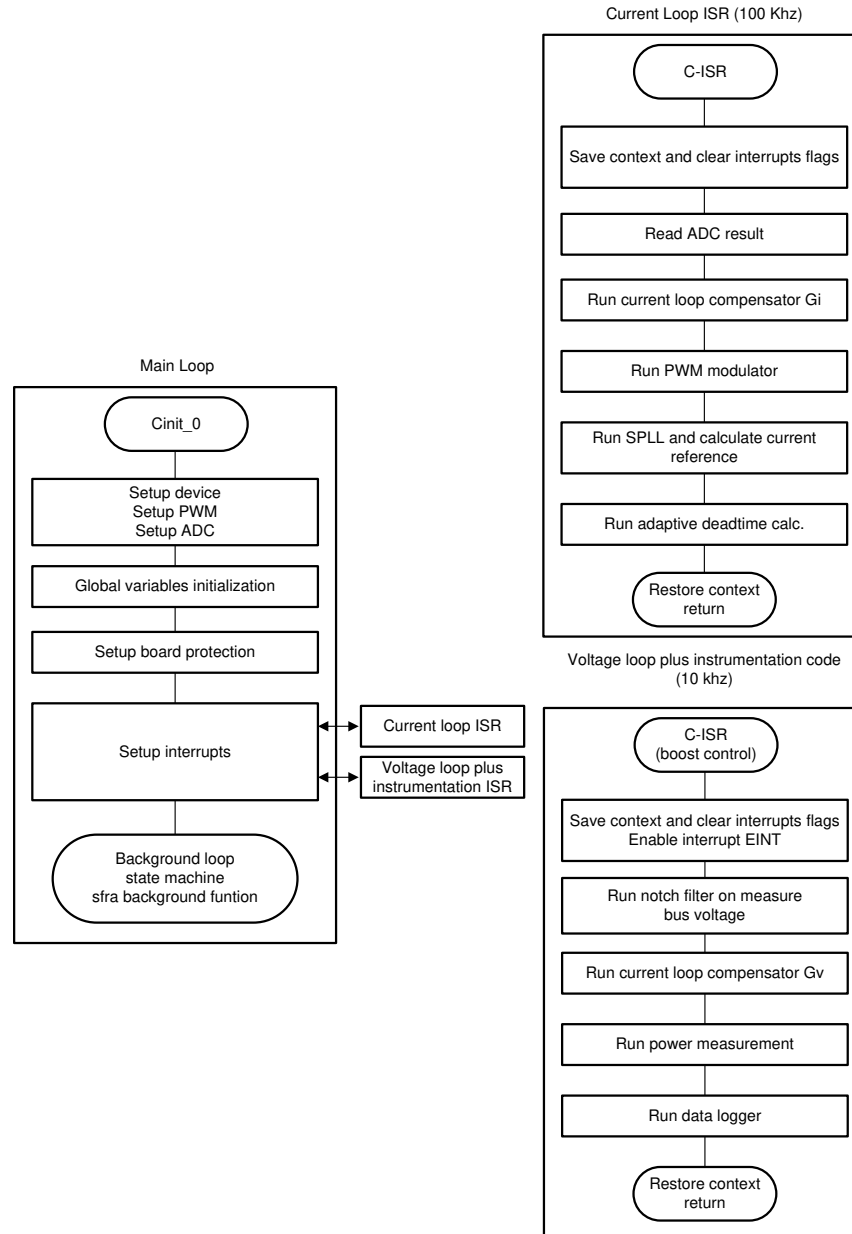 Main Loop
Cinit_0
Setup device
Setup PWM
Setup ADC
Global variables initialization
Setup board protection
Setup interrupts
Current loop ISR
Voltage loop plus
instrumentation ISR
Background loop
state machine
sfra background funtion
Current Loop ISR (100 Khz)
C-ISR
Save context and clear interrupts flags
Read ADC result
Run current loop compensator Gi
Run PWM modulator
Run SPLL and calculate current
reference
Run adaptive deadtime calc.
Restore context
return
Voltage loop plus instrumentation code
(10 khz)
C-ISR
(boost control)
Save context and clear interrupts flags
Enable interrupt EINT
Run notch filter on measure
bus voltage
Run current loop compensator Gv
Run power measurement
Run data logger
Restore context
return